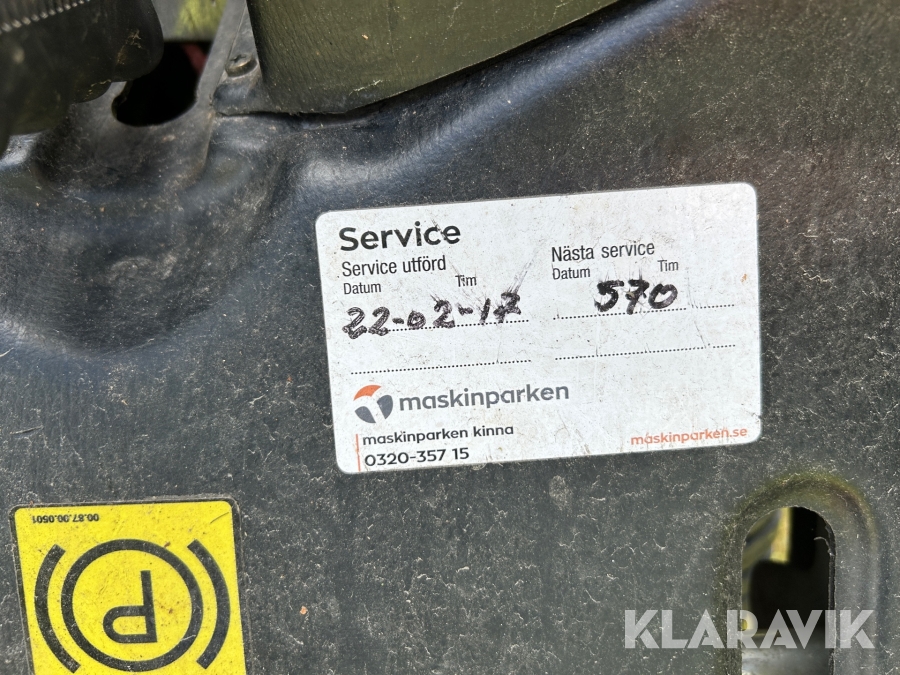 Service
Service utförd
Nästa service
Datum Tim
Datum Tim
22-02-17
570
maskinparken
maskinparken kinna
0320-357 15
maskinparken.se
00.87.00.0501
P
KLARAVIK